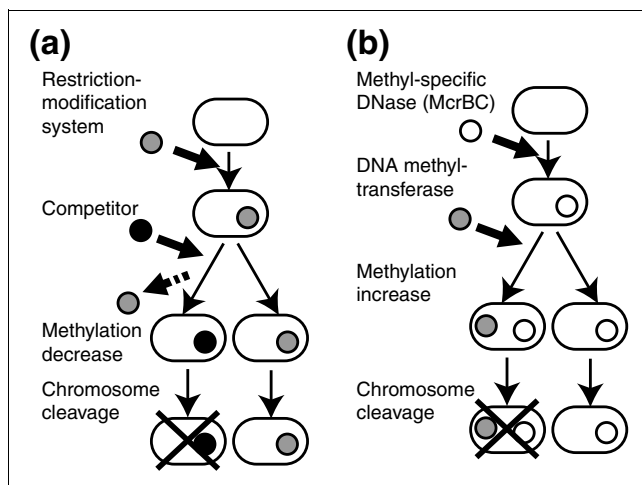 (a)
Restriction-
modification
system
Competitor
Methylation
decrease
Chromosome
cleavage
(b)
Methyl-specific
DNase (McrBC)
DNA methyl-
transferase
Methylation
increase
Chromosome
cleavage